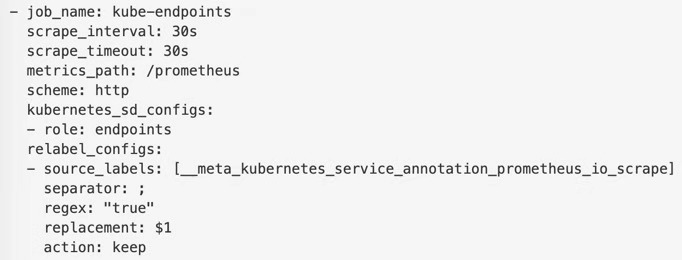 - job_name: kube-endpoints
scrape_interval: 30s
scrape_timeout: 30s
metrics_path: /prometheus
scheme: http
kubernetes_sd_configs:
- role: endpoints
relabel_configs:
- source_labels: [__meta_kubernetes_service_annotation_prometheus_io_scrape]
separator: ;
regex: "true"
replacement: $1
action: keep